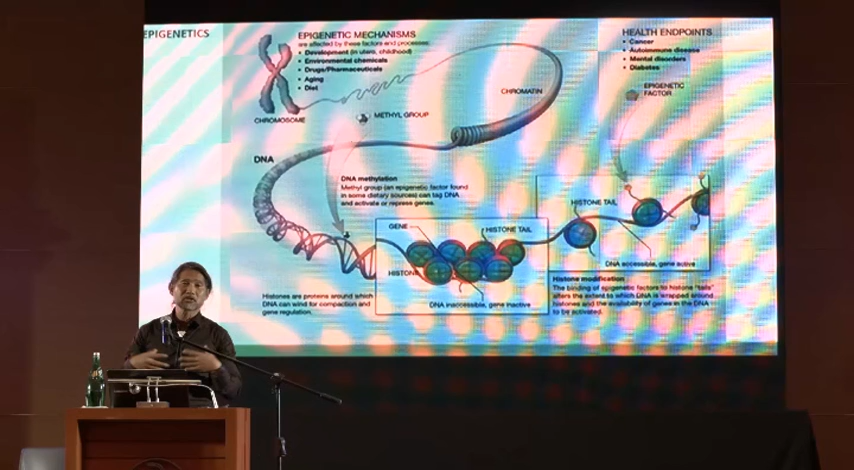 EPIGENETICS
EPIGENETIC MECHANISMS
are affected by these factors and processes:
• Development (in utero, childhood)
• Environmental chemicals
• Drugs/Pharmaceuticals
• Aging
• Diet
HEALTH ENDPOINTS
• Cancer
• Autoimmune disease
• Mental disorders
• Diabetes
EPIGENETIC
FACTOR
CHROMATIN
CHROMOSOME
METHYL GROUP
DNA
DNA methylation
Methyl group (an epigenetic factor found
in some dietary sources) can tag DNA
and activate or repress genes.
GENE
HISTONE TAIL
HISTONE TAIL
HISTONE
DNA accessible, gene active
DNA inaccessible, gene inactive
Histones are proteins around which
DNA can wind for compaction and
gene regulation.
Histone modification
The binding of epigenetic factors to histone "tails"
alters the extent to which DNA is wrapped around
histones and the availability of genes in the DNA
to be activated.